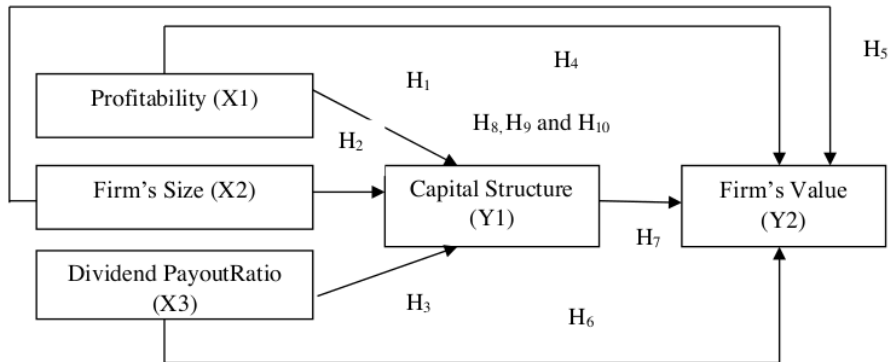 H5
H4
H1
Profitability (X1)
H8, H9 and H10
H2
Firm's Size (X2)
Capital Structure
(Y1)
Firm's Value
(Y2)
H7
Dividend PayoutRatio
(X3)
H3
H6